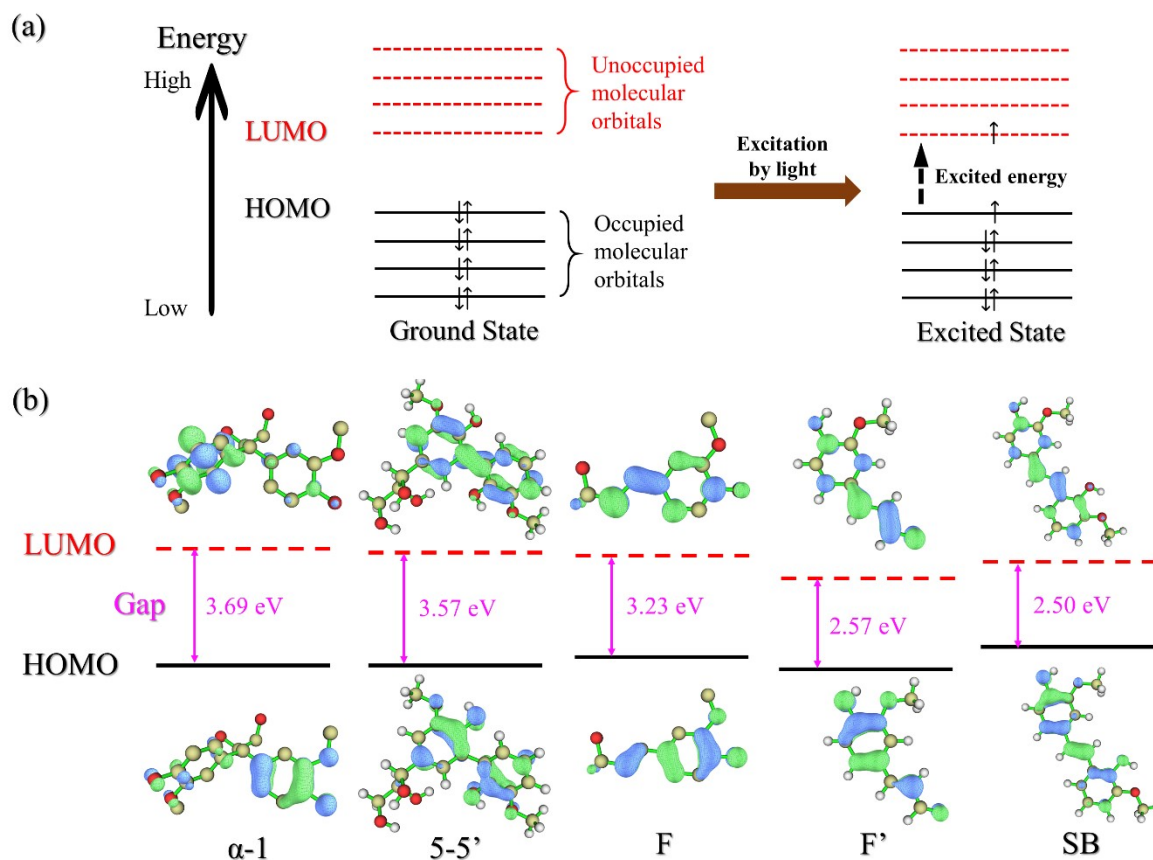 (a)
Energy
High
LUMO
HOMO
Low
Unoccupied
molecular
orbitals
Occupied
molecular
orbitals
Ground State
Excitation
by light
Excited energy
Excited State
(b)
LUMO
Gap
HOMO
3.69 eV
3.57 eV
3.23 eV
2.57 eV
2.50 eV
α-1
5-5’
F
F’
SB